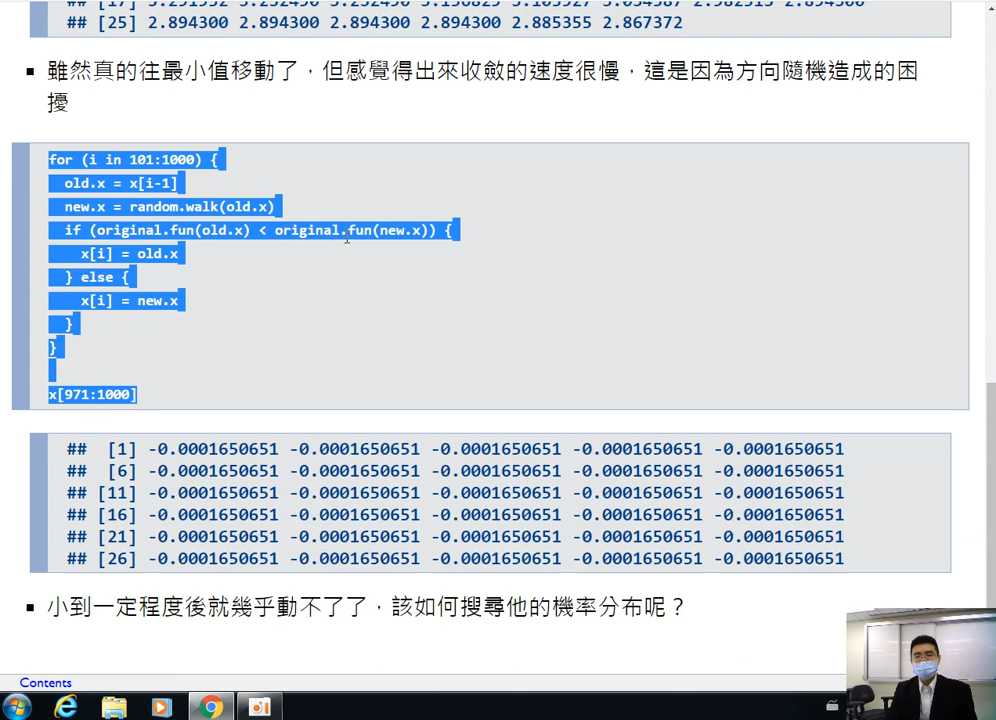 ## [25] 2.894300 2.894300 2.894300 2.894300 2.885355 2.867372
▪ 雖然真的往最小值移動了，但感覺得出來收斂的速度很慢，這是因為方向隨機造成的困
擾
for (i in 101:1000) {
old.x = x[i-1]
new.x = random.walk(old.x)
if (original.fun(old.x) < original.fun(new.x)) {
x[i] = old.x
} else {
x[i] = new.x
}
}
x[971:1000]
## [1] -0.0001650651 -0.0001650651 -0.0001650651 -0.0001650651 -0.0001650651
## [6] -0.0001650651 -0.0001650651 -0.0001650651 -0.0001650651 -0.0001650651
## [11] -0.0001650651 -0.0001650651 -0.0001650651 -0.0001650651 -0.0001650651
## [16] -0.0001650651 -0.0001650651 -0.0001650651 -0.0001650651 -0.0001650651
## [21] -0.0001650651 -0.0001650651 -0.0001650651 -0.0001650651 -0.0001650651
## [26] -0.0001650651 -0.0001650651 -0.0001650651 -0.0001650651 -0.0001650651
▪ 小到一定程度後就幾乎動不了了，該如何搜尋他的機率分布呢？
Contents